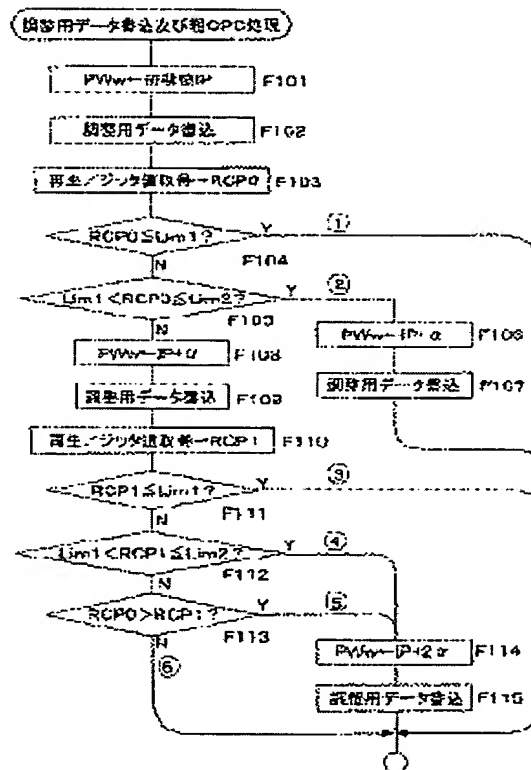 調整用データ書込及び粗OPC処理
PWw←初期値IP F101
調整用データ書込 F102
再生/ジッタ値取得→RCP0 F103
RCP0≦Lim1? Y ①
N F104
Lim1<RCP0≦Lim2? Y ②
N F105
PWw←IP+α F106
PWw←IP+α F108
調整用データ書込 F107
調整用データ書込 F109
再生/ジッタ値取得→RCP1 F110
RCP1≦Lim1? Y ③
N F111
Lim1<RCP1≦Lim2? Y ④
N F112
RCP0>RCP1? Y ⑤
N F113
⑥
PWw←IP+2α F114
調整用データ書込 F115